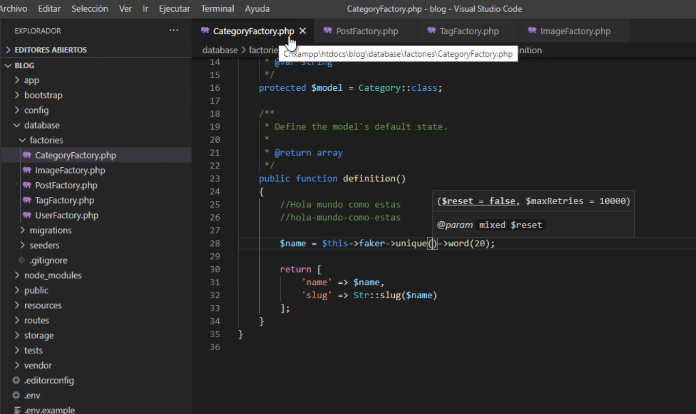 Archivo Editar Selección Ver Ir Ejecutar Terminal Ayuda CategoryFactory.php - blog - Visual Studio Code
EXPLORADOR ···
CategoryFactory.php × PostFactory.php TagFactory.php ImageFactory.php
EDITORES ABIERTOS
BLOG
app
bootstrap
config
database
factories
CategoryFactory.php
ImageFactory.php
PostFactory.php
TagFactory.php
UserFactory.php
migrations
seeders
.gitignore
node_modules
public
resources
routes
storage
tests
vendor
.editorconfig
.env
.env.example
database > factories
C:\xampp\htdocs\blog\database\factories\CategoryFactory.php
14 * @var string
15 */
16 protected $model = Category::class;
17
18 /**
19 * Define the model's default state.
20 *
21 * @return array
22 */
23 public function definition()
24 {
25 //Hola mundo como estas
26 //hola-mundo-como-estas
27
28 $name = $this->faker->unique()->word(20);
29
30 return [
31 'name' => $name,
32 'slug' => Str::slug($name)
33 ];
34 }
35 }
36
($reset = false, $maxRetries = 10000)
@param mixed $reset